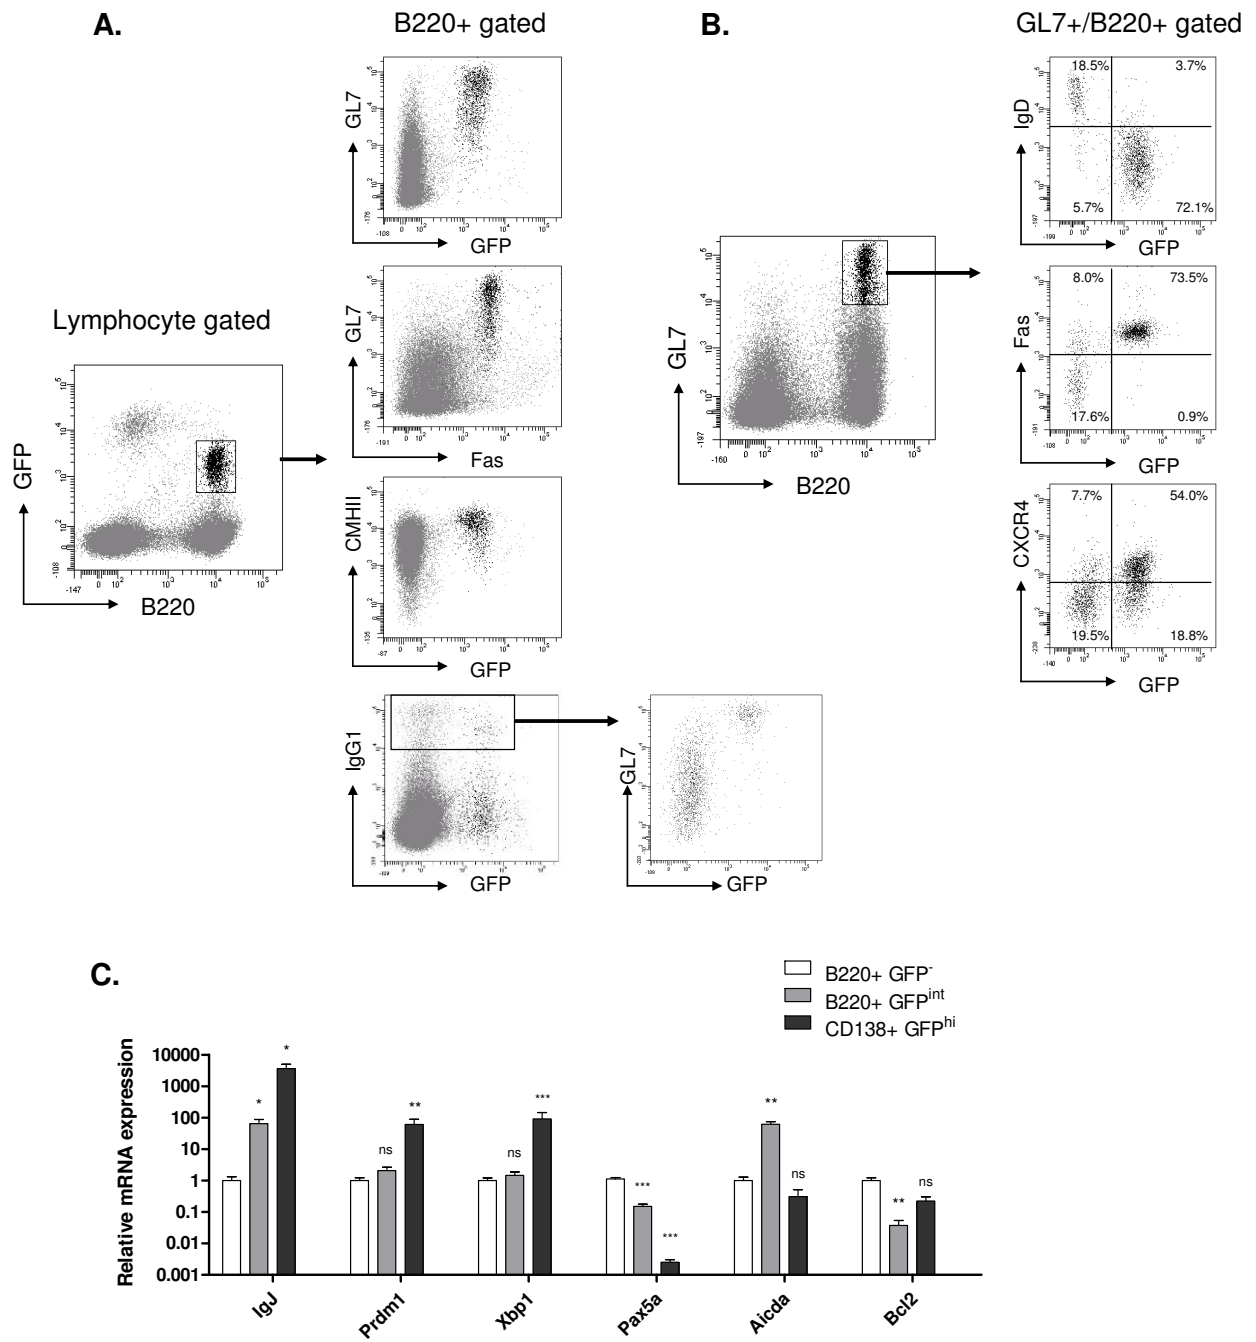 A.
B220+ gated
B.
GL7+/B220+ gated
GL7
GFP
GL7
Fas
Lymphocyte gated
GFP
B220
CMHII
GFP
IgG1
GFP
GL7
GFP
GL7
B220
18.5% 3.7%
5.7% 72.1%
IgD
GFP
8.0% 73.5%
17.6% 0.9%
Fas
GFP
7.7% 54.0%
19.5% 18.8%
CXCR4
GFP
C.
B220+ GFP-
B220+ GFPint
CD138+ GFPhi
Relative mRNA expression
10000
1000
100
10
1
0.1
0.01
0.001
* *
ns **
ns ***
*** ***
** ns
** ns
IgJ Prdm1 Xbp1 Pax5a Aicda Bcl2